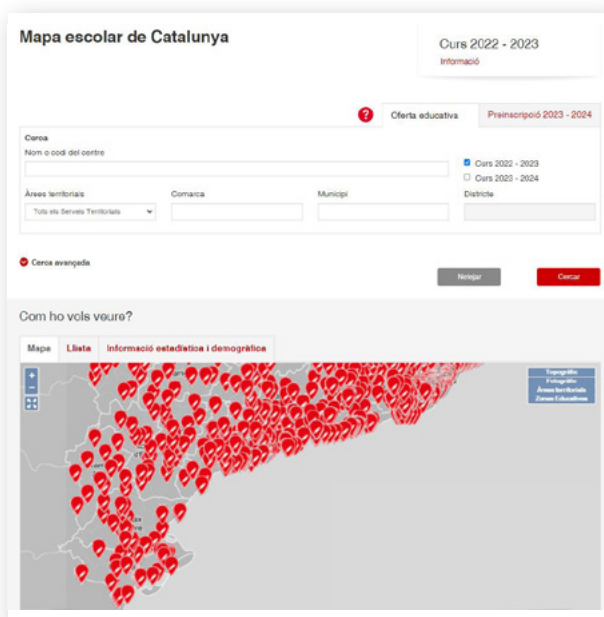 Mapa escolar de Catalunya
Curs 2022 - 2023
Informació
?
Oferta educativa
Preinscripció 2023 - 2024
Cerca
Nom o codi del centre
Curs 2022 - 2023
Curs 2023 - 2024
Àrees territorials
Comarca
Municipi
Districte
Tots els Serveis Territorials
Cerca avançada
Netejar
Cercar
Com ho vols veure?
Mapa
Llista
Informació estadística i demogràfica
+
−
Topogràfic
Fotogràfic
Àrees territorials
Zones Educatives